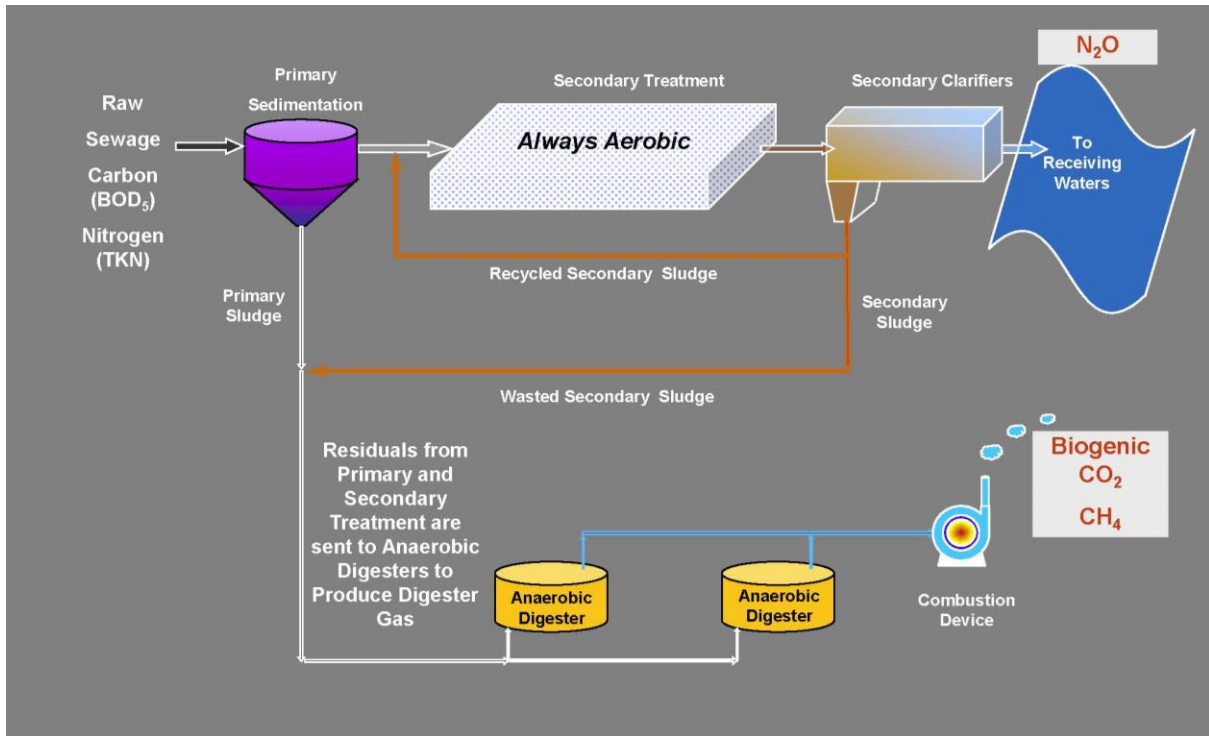 Raw
Sewage
Carbon
(BOD₅)
Nitrogen
(TKN)
Primary
Sedimentation
Secondary Treatment
Always Aerobic
Secondary Clarifiers
N₂O
To
Receiving
Waters
Recycled Secondary Sludge
Primary
Sludge
Secondary
Sludge
Wasted Secondary Sludge
Residuals from
Primary and
Secondary
Treatment are
sent to Anaerobic
Digesters to
Produce Digester
Gas
Anaerobic
Digester
Anaerobic
Digester
Combustion
Device
Biogenic
CO₂
CH₄